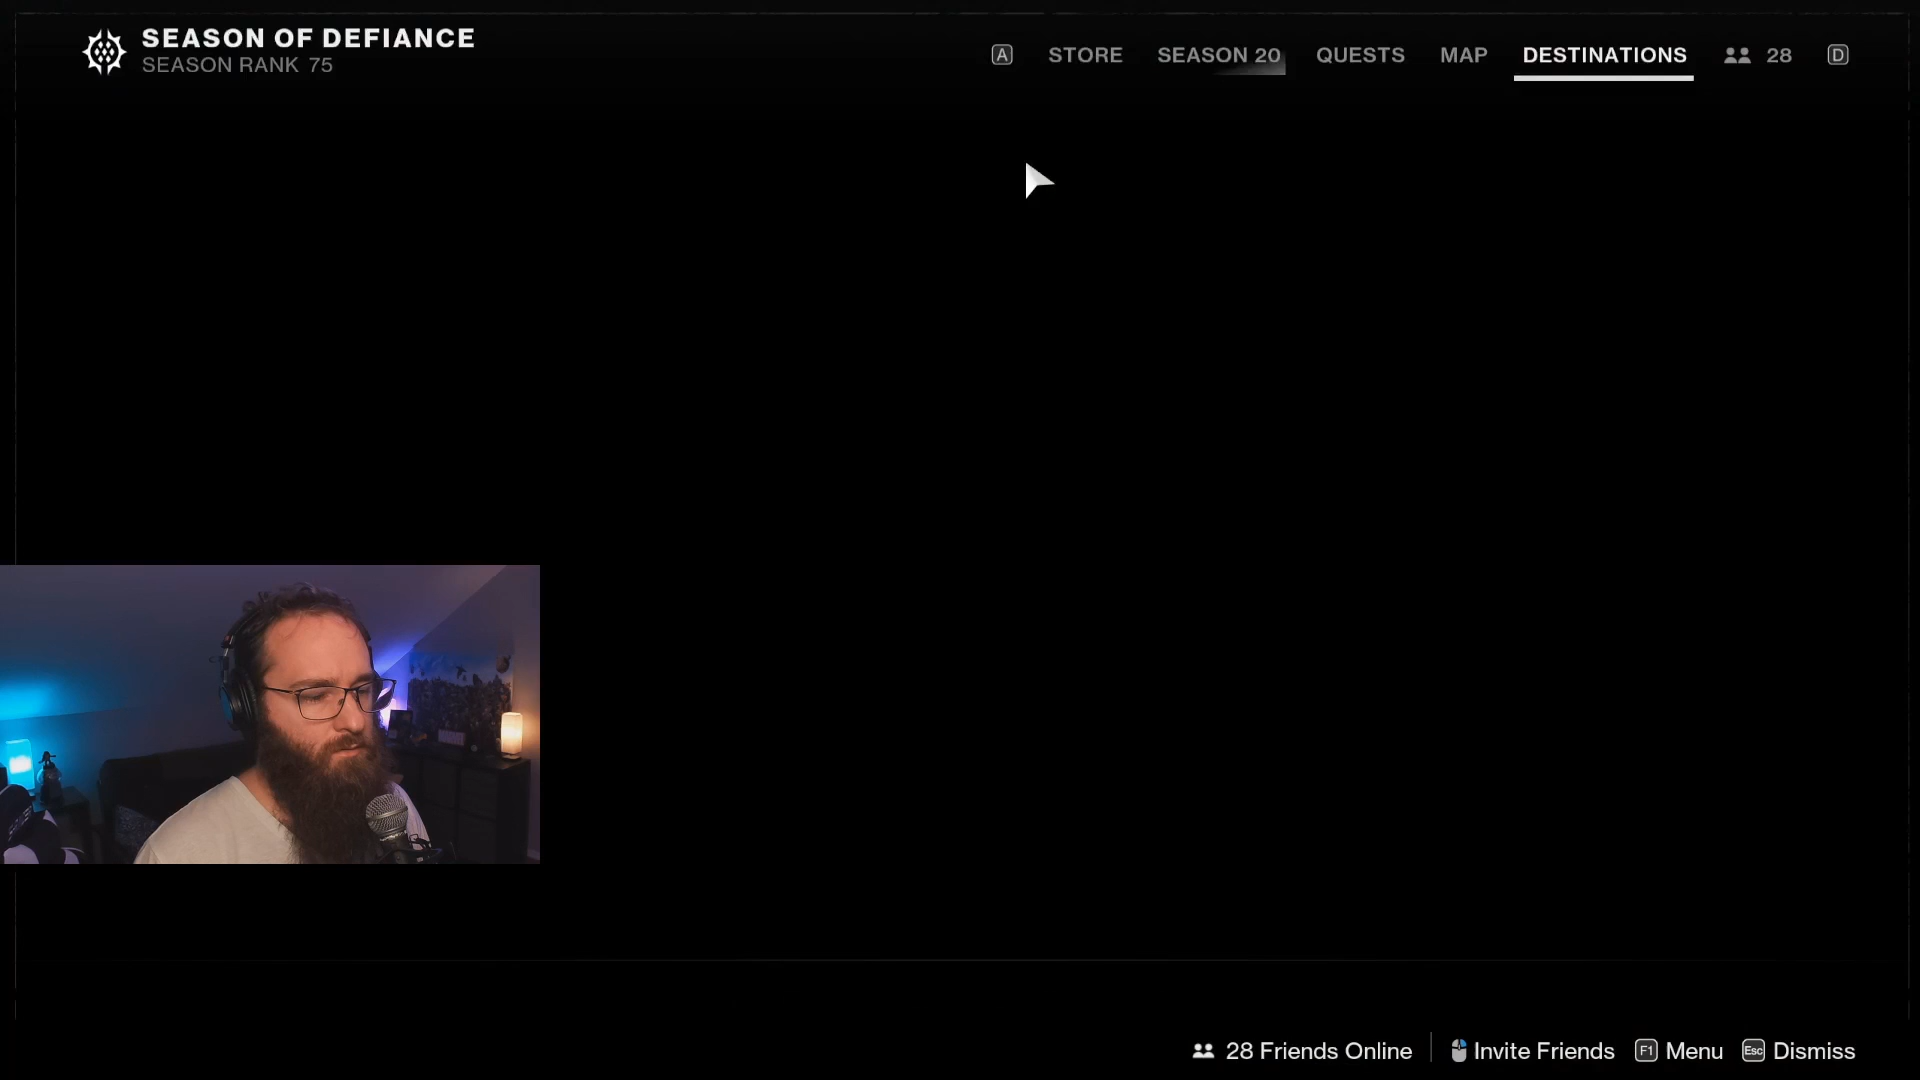 SEASON OF DEFIANCE
SEASON RANK 75
A STORE SEASON 20 QUESTS MAP DESTINATIONS 28 D
28 Friends Online Invite Friends F1 Menu Esc Dismiss